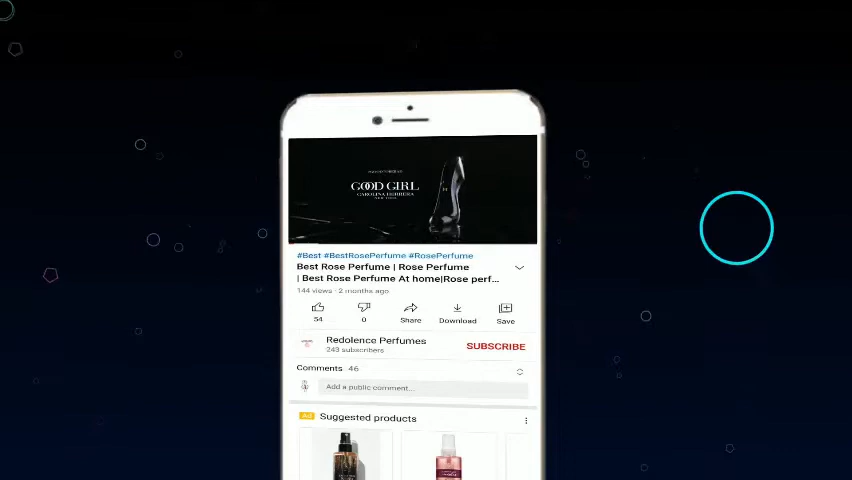 GOOD GIRL
CAROLINA HERRERA
NEW YORK
#Best #BestRosePerfume #RosePerfume
Best Rose Perfume | Rose Perfume
| Best Rose Perfume At home|Rose perf...
144 views · 2 months ago
54
0
Share
Download
Save
Redolence Perfumes
243 subscribers
SUBSCRIBE
Comments 46
Add a public comment...
Ad Suggested products